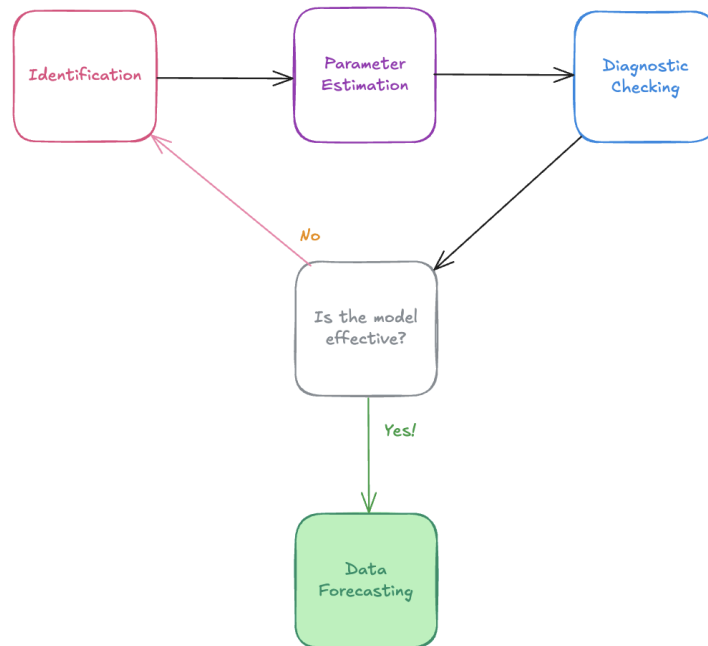 Identification
Parameter
Estimation
Diagnostic
Checking
No
Is the model
effective?
Yes!
Data
Forecasting